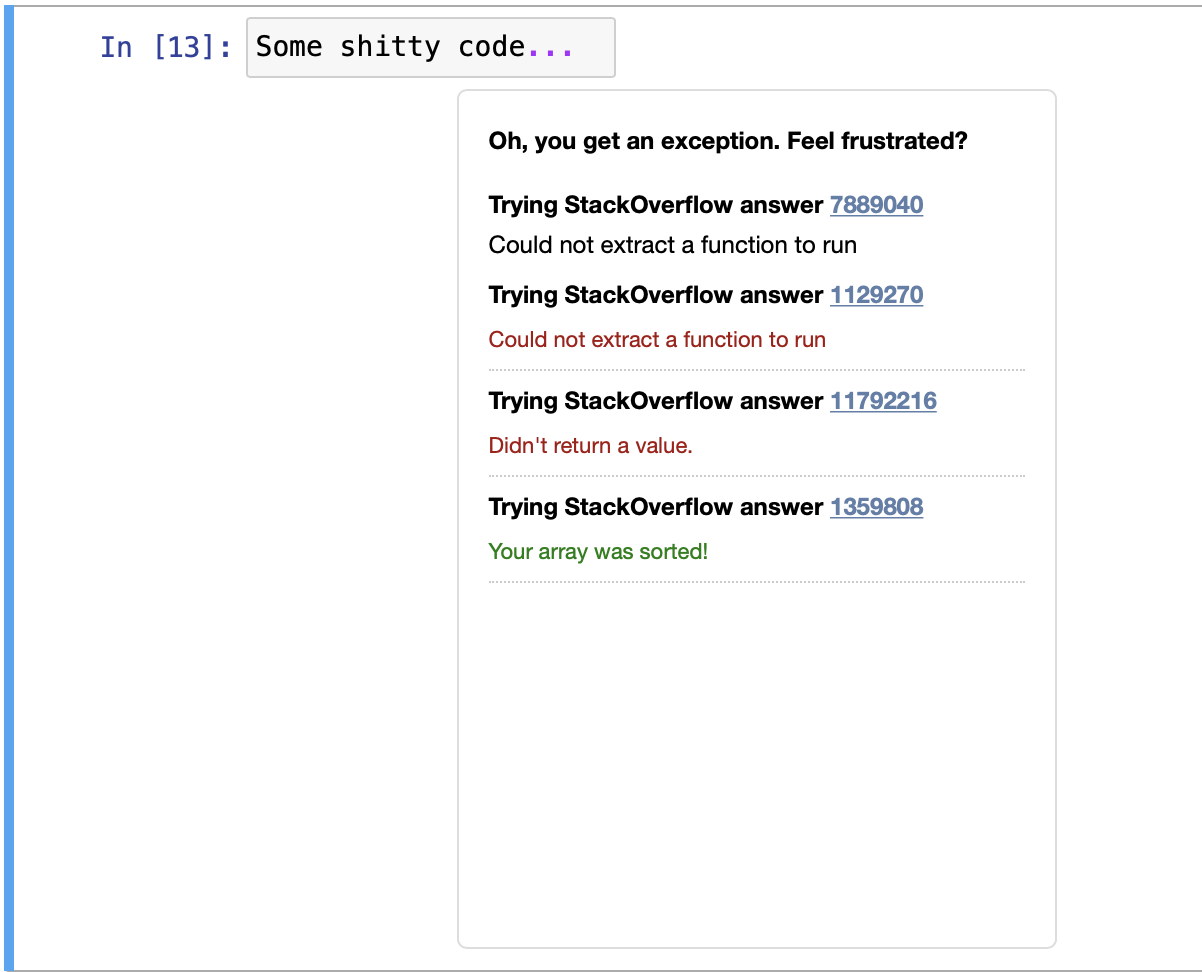 In [13]: Some shitty code...
Oh, you get an exception. Feel frustrated?
Trying StackOverflow answer 7889040
Could not extract a function to run
Trying StackOverflow answer 1129270
Could not extract a function to run
Trying StackOverflow answer 11792216
Didn't return a value.
Trying StackOverflow answer 1359808
Your array was sorted!